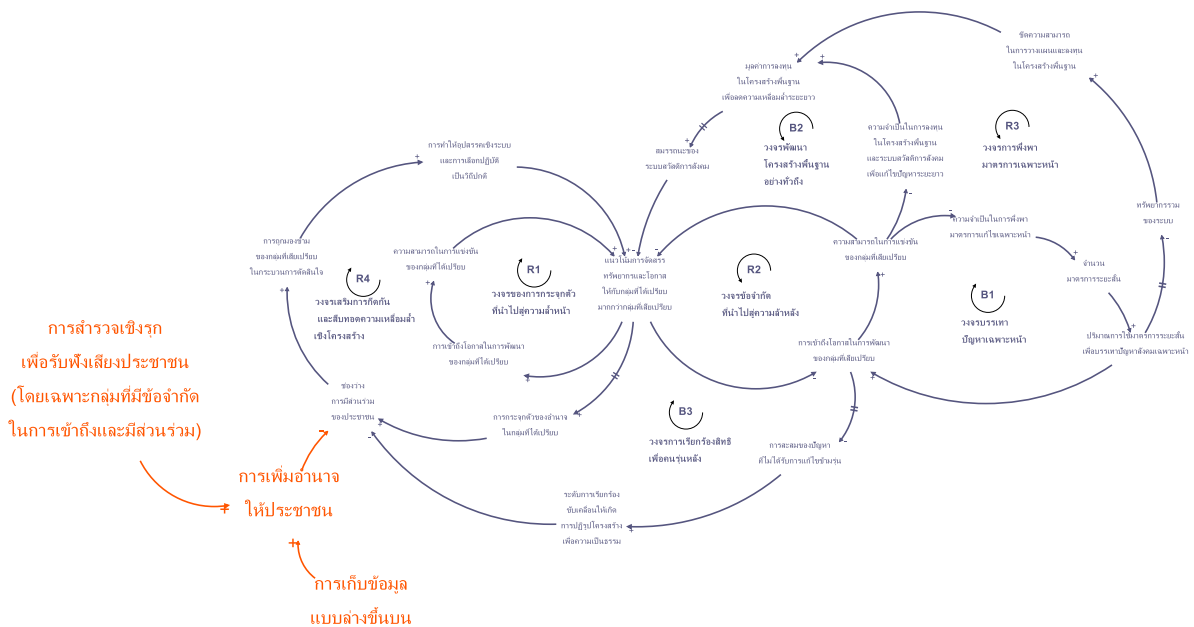 ขีดความสามารถ
ในการวางแผนและลงทุน
ในโครงสร้างพื้นฐาน
+
+
มูลค่าการลงทุน
ในโครงสร้างพื้นฐาน
เพื่อลดความเหลื่อมล้ำระยะยาว
+
+
B2
วงจรพัฒนา
โครงสร้างพื้นฐาน
อย่างทั่วถึง
ความจำเป็นในการลงทุน
ในโครงสร้างพื้นฐาน
และระบบสวัสดิการสังคม
เพื่อแก้ไขปัญหาระยะยาว
-
R3
วงจรการพึ่งพา
มาตรการเฉพาะหน้า
สมรรถนะของ
ระบบสวัสดิการสังคม
การทำให้อุปสรรคเชิงระบบ
และการเลือกปฏิบัติ
เป็นวิถีปกติ
+
ทรัพยากรรวม
ของระบบ
-
-
ความจำเป็นในการพึ่งพา
มาตรการแก้ไขเฉพาะหน้า
+
การถูกมองข้าม
ของกลุ่มที่เสียเปรียบ
ในกระบวนการตัดสินใจ
+
ความสามารถในการแข่งขัน
ของกลุ่มที่ได้เปรียบ
+
+
+
-
-
แนวโน้มการจัดสรร
ทรัพยากรและโอกาส
ให้กับกลุ่มที่ได้เปรียบ
มากกว่ากลุ่มที่เสียเปรียบ
ความสามารถในการแข่งขัน
ของกลุ่มที่เสียเปรียบ
+
จำนวน
มาตรการระยะสั้น
R4
วงจรเสริมการกีดกัน
และสืบทอดความเหลื่อมล้ำ
เชิงโครงสร้าง
R1
วงจรของการกระจุกตัว
ที่นำไปสู่ความล้ำหน้า
R2
วงจรข้อจำกัด
ที่นำไปสู่ความล้าหลัง
B1
วงจรบรรเทา
ปัญหาเฉพาะหน้า
+
ปริมาณการใช้มาตรการระยะสั้น
เพื่อบรรเทาปัญหาสังคมเฉพาะหน้า
การเข้าถึงโอกาสในการพัฒนา
ของกลุ่มที่ได้เปรียบ
+
การเข้าถึงโอกาสในการพัฒนา
ของกลุ่มที่เสียเปรียบ
-
+
การสำรวจเชิงรุก
เพื่อรับฟังเสียงประชาชน
(โดยเฉพาะกลุ่มที่มีข้อจำกัด
ในการเข้าถึงและมีส่วนร่วม)
ช่องว่าง
การมีส่วนร่วม
ของประชาชน
+
-
-
การกระจุกตัวของอำนาจ
ในกลุ่มที่ได้เปรียบ
+
B3
วงจรการเรียกร้องสิทธิ
เพื่อคนรุ่นหลัง
การสะสมของปัญหา
ที่ไม่ได้รับการแก้ไขข้ามรุ่น
-
การเพิ่มอำนาจ
ให้ประชาชน
+
+
ระดับการเรียกร้อง
ขับเคลื่อนให้เกิด
การปฏิรูปโครงสร้าง
เพื่อความเป็นธรรม
+
การเก็บข้อมูล
แบบล่างขึ้นบน